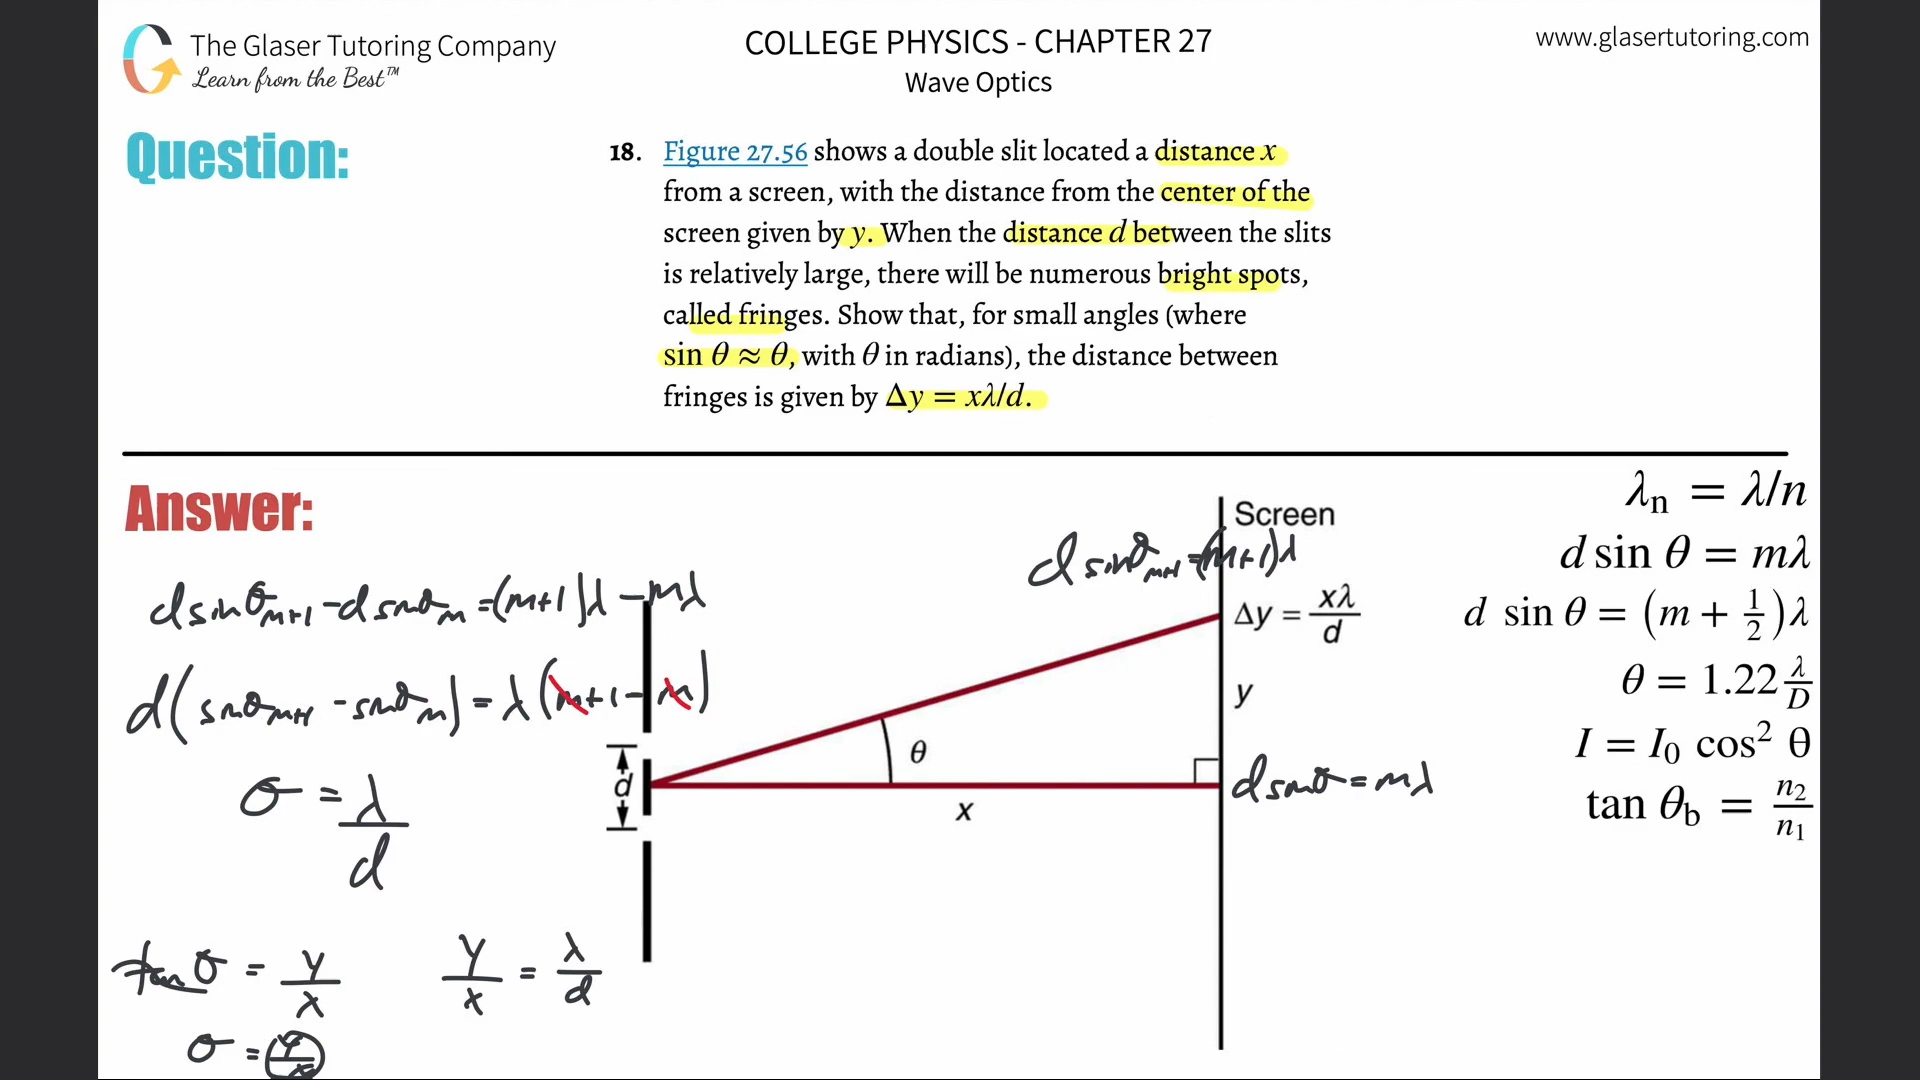 The Glaser Tutoring Company
Learn from the Best™
COLLEGE PHYSICS - CHAPTER 27
Wave Optics
www.glasertutoring.com
Question:
18. Figure 27.56 shows a double slit located a distance x
from a screen, with the distance from the center of the
screen given by y. When the distance d between the slits
is relatively large, there will be numerous bright spots,
called fringes. Show that, for small angles (where
sin θ ≈ θ, with θ in radians), the distance between
fringes is given by Δy = xλ/d.
Answer:
d sinθₘ₊₁ - d sinθₘ = (m+1)λ - mλ
d(sinθₘ₊₁ - sinθₘ) = λ(m+1-m)
θ = λ/d
tan θ = y/x
y/x = λ/d
θ = y/x
d sinθₘ₊₁ = (m+1)λ
Screen
Δy = xλ/d
y
θ
d
x
d sinθ = mλ
λₙ = λ/n
d sin θ = mλ
d sin θ = (m + 1/2)λ
θ = 1.22 λ/D
I = I₀ cos² θ
tan θb = n₂/n₁